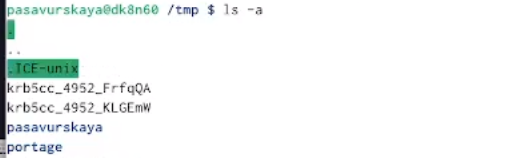 pasavurskaya@dk8n60 /tmp $ ls -a
.
..
.ICE-unix
krb5cc_4952_FrfqQA
krb5cc_4952_KLGEmW
pasavurskaya
portage